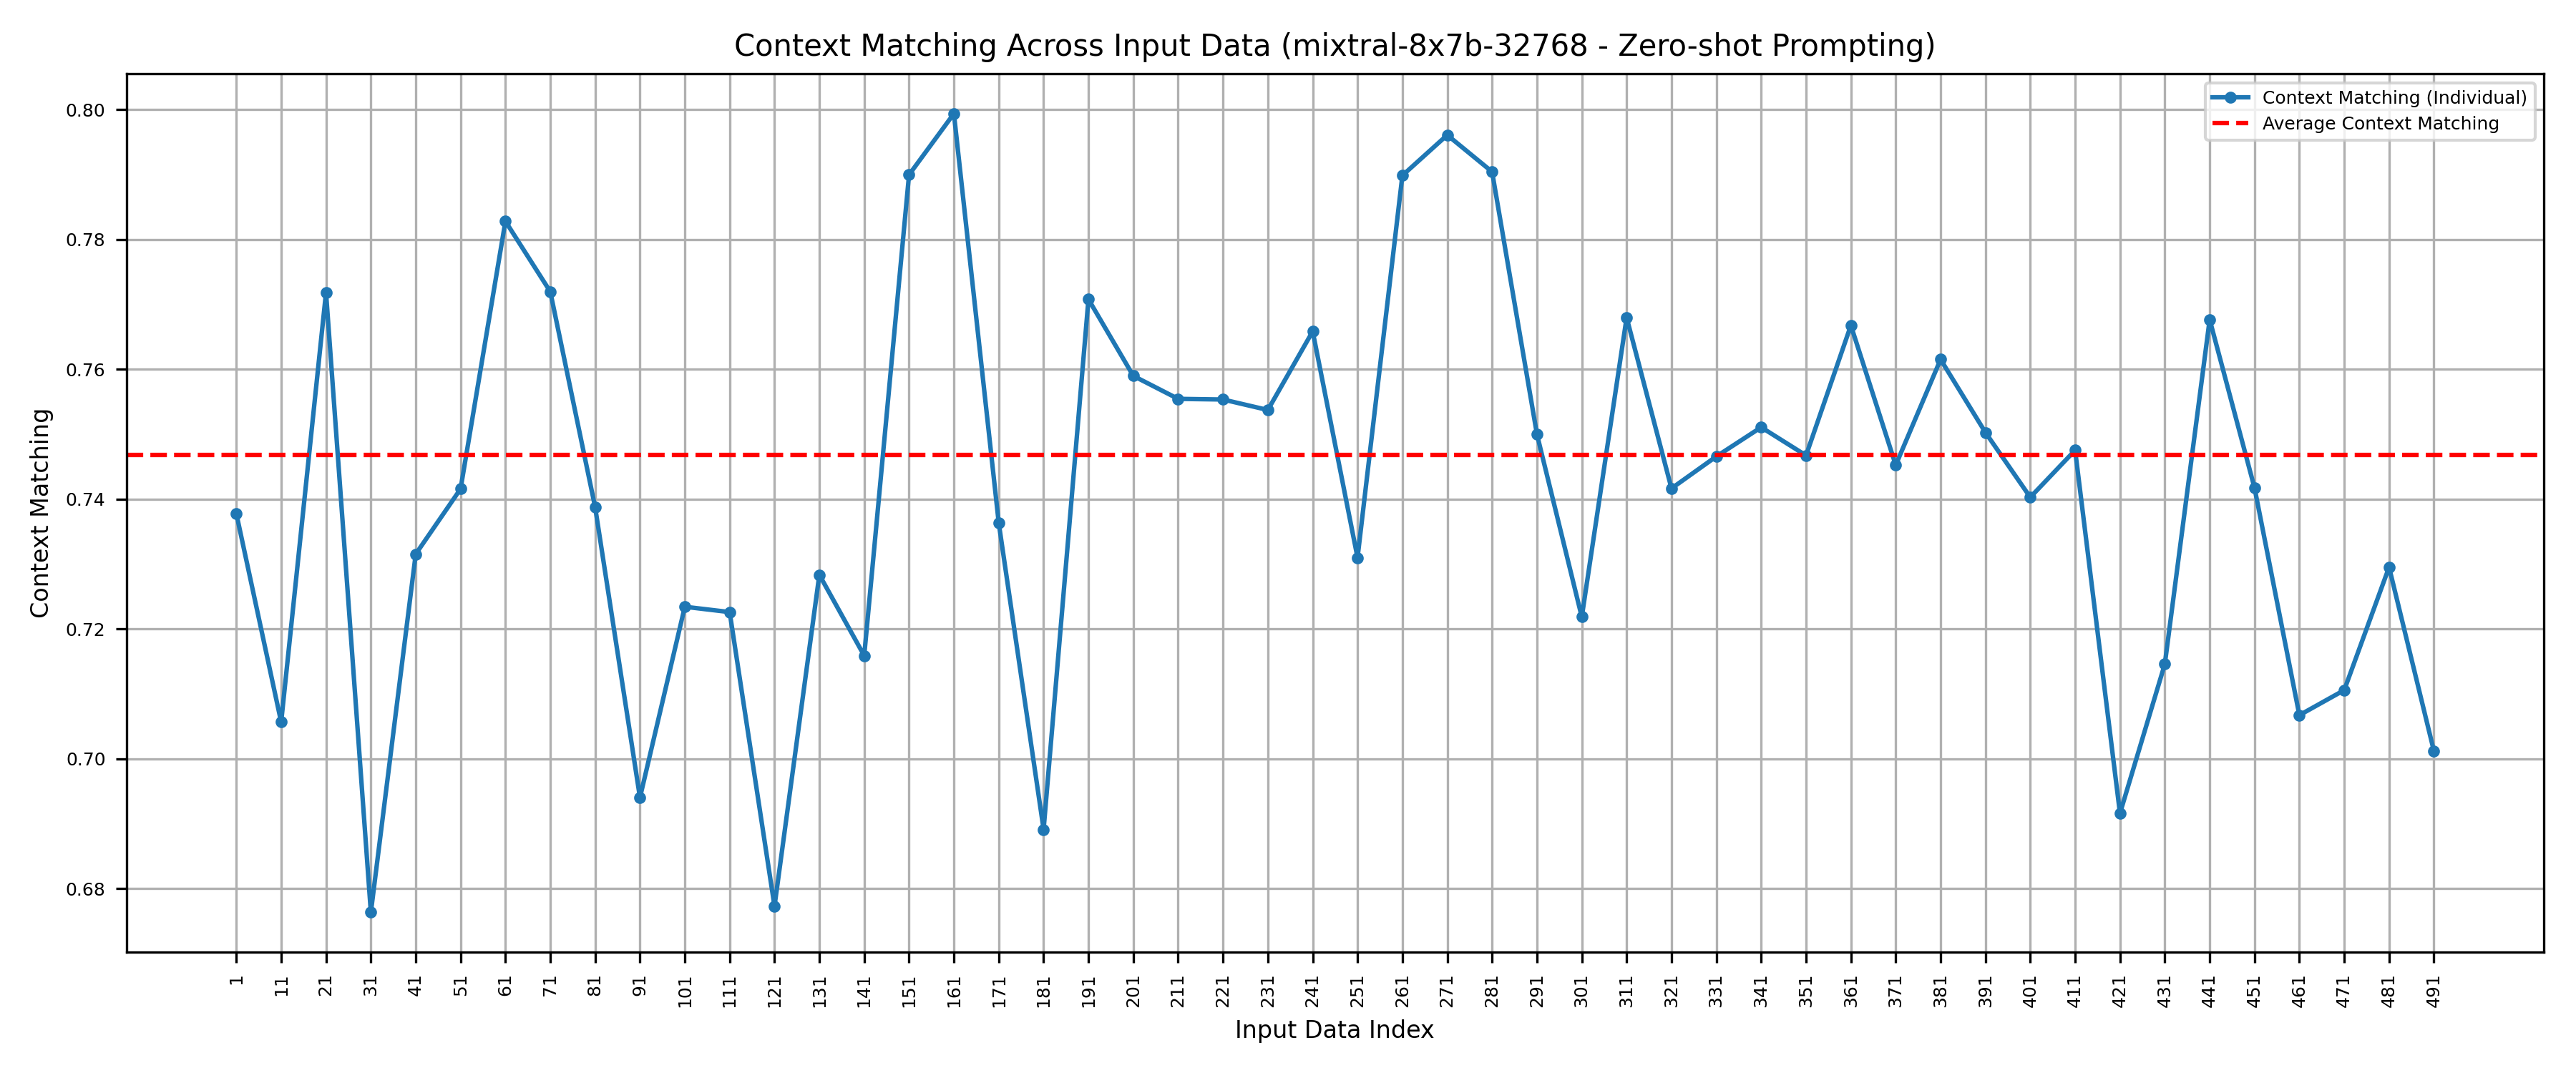 Context Matching Across Input Data (mixtral-8x7b-32768 - Zero-shot Prompting)
Context Matching (Individual)
Average Context Matching
Context Matching
0.80
0.78
0.76
0.74
0.72
0.70
0.68
1 11 21 31 41 51 61 71 81 91 101 111 121 131 141 151 161 171 181 191 201 211 221 231 241 251 261 271 281 291 301 311 321 331 341 351 361 371 381 391 401 411 421 431 441 451 461 471 481 491
Input Data Index